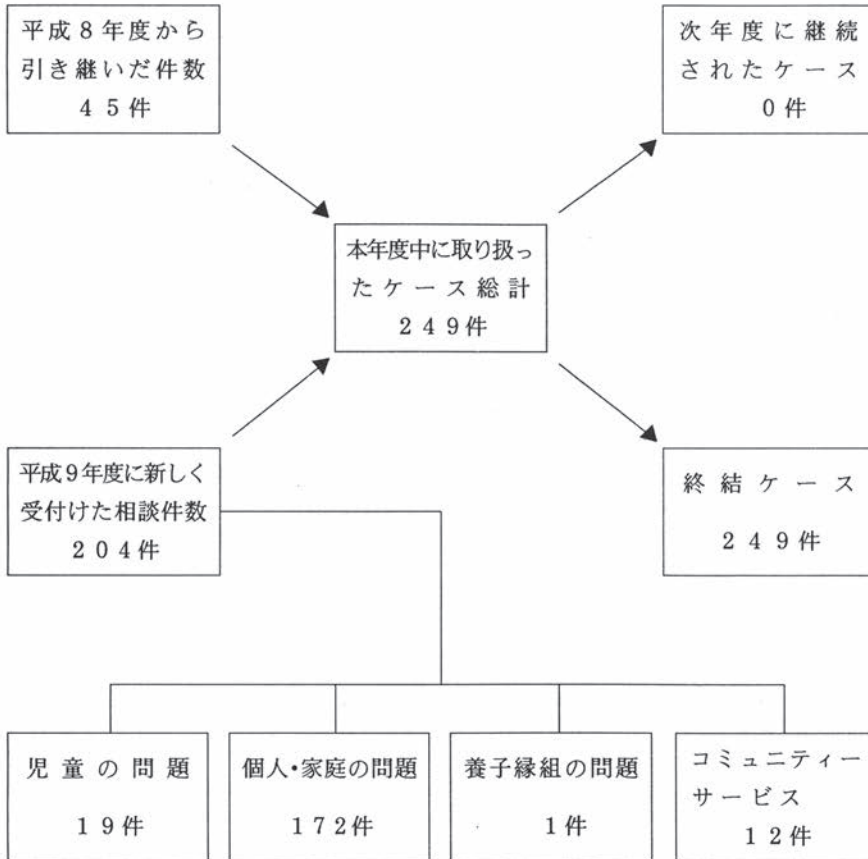 平成8年度から
引き継いだ件数
45件
次年度に継続
されたケース
0件
本年度中に取り扱っ
たケース総計
249件
平成9年度に新しく
受付けた相談件数
204件
終結ケース
249件
児童の問題
19件
個人・家庭の問題
172件
養子縁組の問題
1件
コミュニティー
サービス
12件